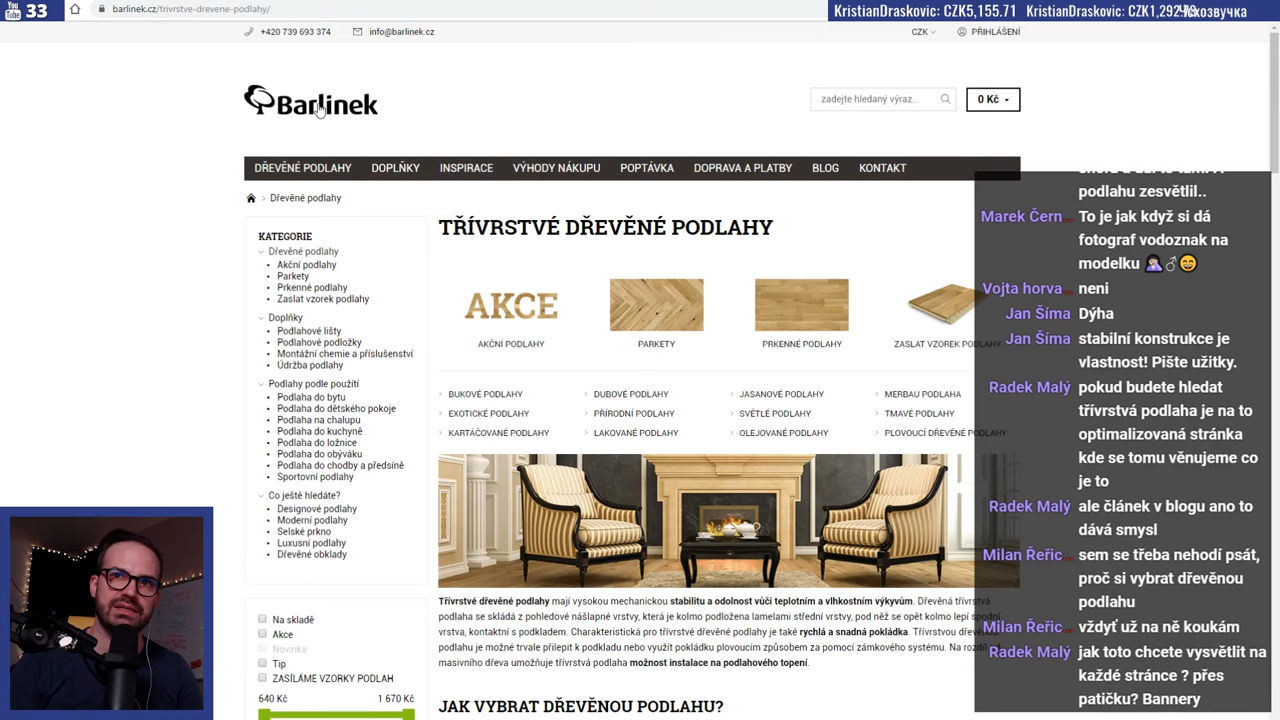 You Tube 33
barlinek.cz/trivrstve-drevene-podlahy/
KristianDraskovic: CZK5,155.71 KristianDraskovic: CZK1,292
+420 739 693 374 info@barlinek.cz
CZK PŘIHLÁŠENÍ
Barlinek
zadejte hledaný výraz...
0 Kč
DŘEVĚNÉ PODLAHY DOPLŇKY INSPIRACE VÝHODY NÁKUPU POPTÁVKA DOPRAVA A PLATBY BLOG KONTAKT
Dřevěné podlahy
KATEGORIE
Dřevěné podlahy
Akční podlahy
Parkety
Prkenné podlahy
Zaslat vzorek podlahy
Doplňky
Podlahové lišty
Podlahové podložky
Montážní chemie a příslušenství
Údržba podlahy
Podlahy podle použítí
Podlaha do bytu
Podlaha do dětského pokoje
Podlaha na chalupu
Podlaha do kuchyně
Podlaha do ložnice
Podlaha do obýváku
Podlaha do chodby a předsíně
Sportovní podlahy
Co ještě hledáte?
Designové podlahy
Moderní podlahy
Selské prkno
Luxusní podlahy
Dřevěné obklady
Na skladě
Akce
Novinka
Tip
ZASÍLÁME VZORKY PODLAH
640 Kč 1 670 Kč
TŘÍVRSTVÉ DŘEVĚNÉ PODLAHY
AKCE
AKČNÍ PODLAHY PARKETY PRKENNÉ PODLAHY ZASLAT VZOREK PODLAHY
BUKOVÉ PODLAHY DUBOVÉ PODLAHY JASANOVÉ PODLAHY MERBAU PODLAHA
EXOTICKÉ PODLAHY PŘÍRODNÍ PODLAHY SVĚTLÉ PODLAHY TMAVÉ PODLAHY
KARTÁČOVANÉ PODLAHY LAKOVANÉ PODLAHY OLEJOVANÉ PODLAHY PLOVOUCÍ DŘEVĚNÉ PODLAHY
Třívrstvé dřevěné podlahy mají vysokou mechanickou stabilitu a odolnost vůči teplotním a vlhkostním výkyvům. Dřevěná třívrstvá
podlaha se skládá z pohledové nášlapné vrstvy, která je kolmo podložena lamelami střední vrstvy, pod něž se opět kolmo lepí spodní
vrstva, kontaktní s podkladem. Charakteristická pro třívrstvé dřevěné podlahy je také rychlá a snadná pokládka. Třívrstvou dřevěnou
podlahu je možné trvale přilepit k podkladu nebo využít pokládku plovoucím způsobem za pomocí zámkového systému. Na rozdíl
masivního dřeva umožňuje třívrstvá podlaha možnost instalace na podlahového topení.
JAK VYBRAT DŘEVĚNOU PODLAHU?
podlahu zesvětlil..
Marek Čern To je jak když si dá
fotograf vodoznak na
modelku 🤦🏻‍♂😄
Vojta horva neni
Jan Šíma Dýha
Jan Šíma stabilní konstrukce je
vlastnost! Pište užitky.
Radek Malý pokud budete hledat
třívrstvá podlaha je na to
optimalizovaná stránka
kde se tomu věnujeme co
je to
Radek Malý ale článek v blogu ano to
dává smysl
Milan Řeřic sem se třeba nehodí psát,
proč si vybrat dřevěnou
podlahu
Milan Řeřic vždyť už na ně koukám
Radek Malý jak toto chcete vysvětlit na
každé stránce ? přes
patičku? Bannery